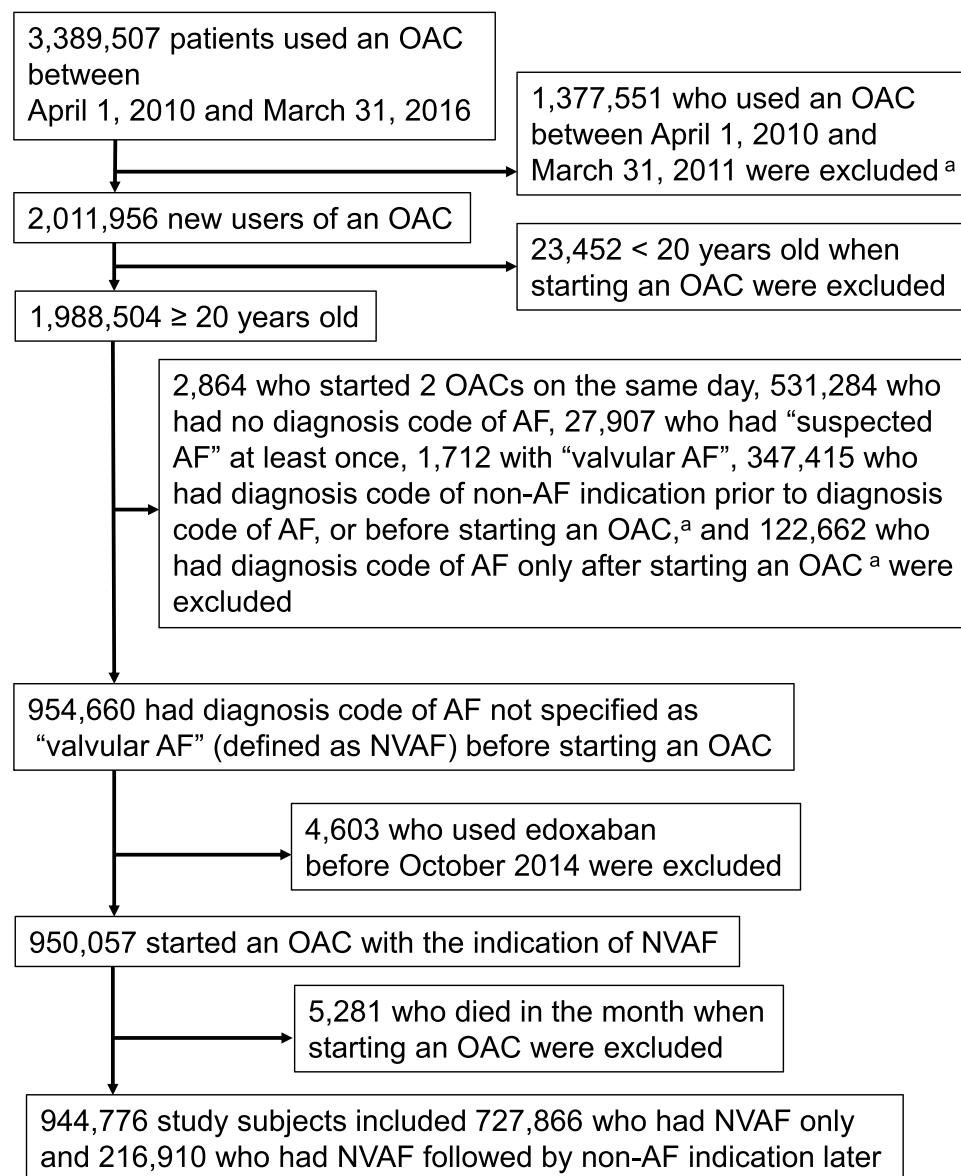 3,389,507 patients used an OAC
between
April 1, 2010 and March 31, 2016
1,377,551 who used an OAC
between April 1, 2010 and
March 31, 2011 were excluded a
2,011,956 new users of an OAC
23,452 < 20 years old when
starting an OAC were excluded
1,988,504 ≥ 20 years old
2,864 who started 2 OACs on the same day, 531,284 who
had no diagnosis code of AF, 27,907 who had “suspected
AF” at least once, 1,712 with “valvular AF”, 347,415 who
had diagnosis code of non-AF indication prior to diagnosis
code of AF, or before starting an OAC,a and 122,662 who
had diagnosis code of AF only after starting an OAC a were
excluded
954,660 had diagnosis code of AF not specified as
“valvular AF” (defined as NVAF) before starting an OAC
4,603 who used edoxaban
before October 2014 were excluded
950,057 started an OAC with the indication of NVAF
5,281 who died in the month when
starting an OAC were excluded
944,776 study subjects included 727,866 who had NVAF only
and 216,910 who had NVAF followed by non-AF indication later